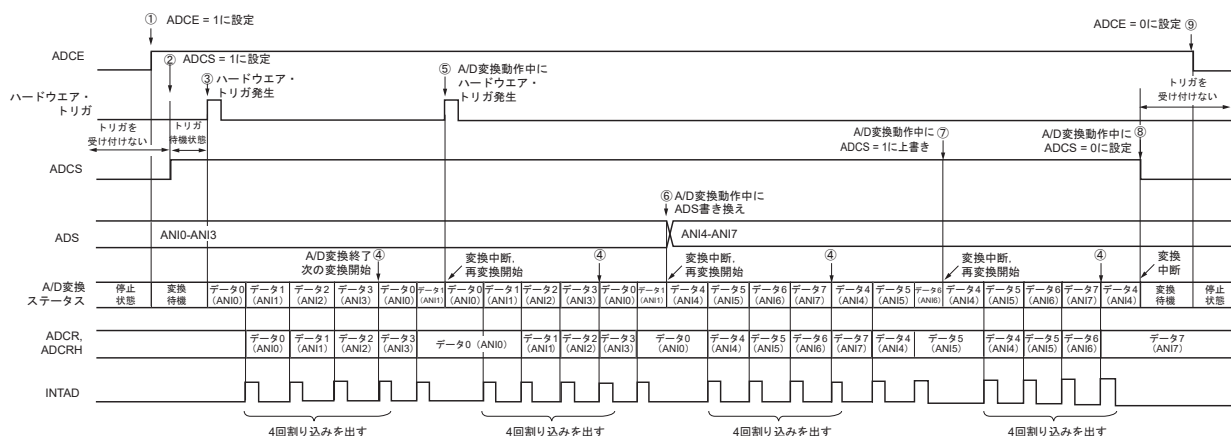 ① ADCE = 1に設定
ADCE = 0に設定 ⑨
ADCE
② ADCS = 1に設定
③ ハードウエア・
トリガ発生
⑤ A/D変換動作中に
ハードウエア・
トリガ発生
ハードウエア・
トリガ
トリガを
受け付けない
トリガ
待機状態
トリガを
受け付けない
A/D変換動作中に ⑦
ADCS = 1に上書き
A/D変換動作中に ⑧
ADCS = 0に設定
ADCS
⑥ A/D変換動作中に
ADS書き換え
ADS
ANI0-ANI3
ANI4-ANI7
A/D変換終了 ④
次の変換開始
変換中断,
再変換開始
④
変換中断,
再変換開始
④
変換中断,
再変換開始
④
変換
中断
A/D変換
ステータス
停止
状態
変換
待機
データ0
(ANI0)
データ1
(ANI1)
データ2
(ANI2)
データ3
(ANI3)
データ0
(ANI0)
データ1
(ANI1)
データ0
(ANI0)
データ1
(ANI1)
データ2
(ANI2)
データ3
(ANI3)
データ0
(ANI0)
データ1
(ANI1)
データ4
(ANI4)
データ5
(ANI5)
データ6
(ANI6)
データ7
(ANI7)
データ4
(ANI4)
データ5
(ANI5)
データ6
(ANI6)
データ4
(ANI4)
データ5
(ANI5)
データ6
(ANI6)
データ7
(ANI7)
データ4
(ANI4)
変換
待機
停止
状態
ADCR,
ADCRH
データ0
(ANI0)
データ1
(ANI1)
データ2
(ANI2)
データ3
(ANI3)
データ0 (ANI0)
データ1
(ANI1)
データ2
(ANI2)
データ3
(ANI3)
データ0
(ANI0)
データ4
(ANI4)
データ5
(ANI5)
データ6
(ANI6)
データ7
(ANI7)
データ4
(ANI4)
データ5
(ANI5)
データ4
(ANI4)
データ5
(ANI5)
データ6
(ANI6)
データ7
(ANI7)
INTAD
4回割り込みを出す
4回割り込みを出す
4回割り込みを出す
4回割り込みを出す